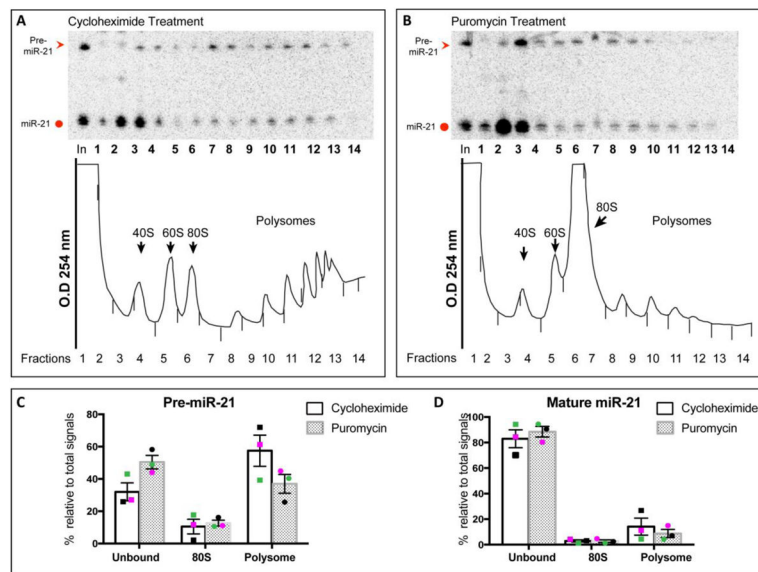 A Cycloheximide Treatment
Pre-
miR-21
miR-21
In 1 2 3 4 5 6 7 8 9 10 11 12 13 14
O.D 254 nm
40S 60S 80S Polysomes
Fractions 1 2 3 4 5 6 7 8 9 10 11 12 13 14
B Puromycin Treatment
Pre-
miR-21
miR-21
In 1 2 3 4 5 6 7 8 9 10 11 12 13 14
O.D 254 nm
40S 60S 80S Polysomes
1 2 3 4 5 6 7 8 9 10 11 12 13 14
C Pre-miR-21
Cycloheximide
Puromycin
% relative to total signals
80
60
40
20
0
Unbound 80S Polysome
D Mature miR-21
Cycloheximide
Puromycin
% relative to total signals
100
80
60
40
20
0
Unbound 80S Polysome